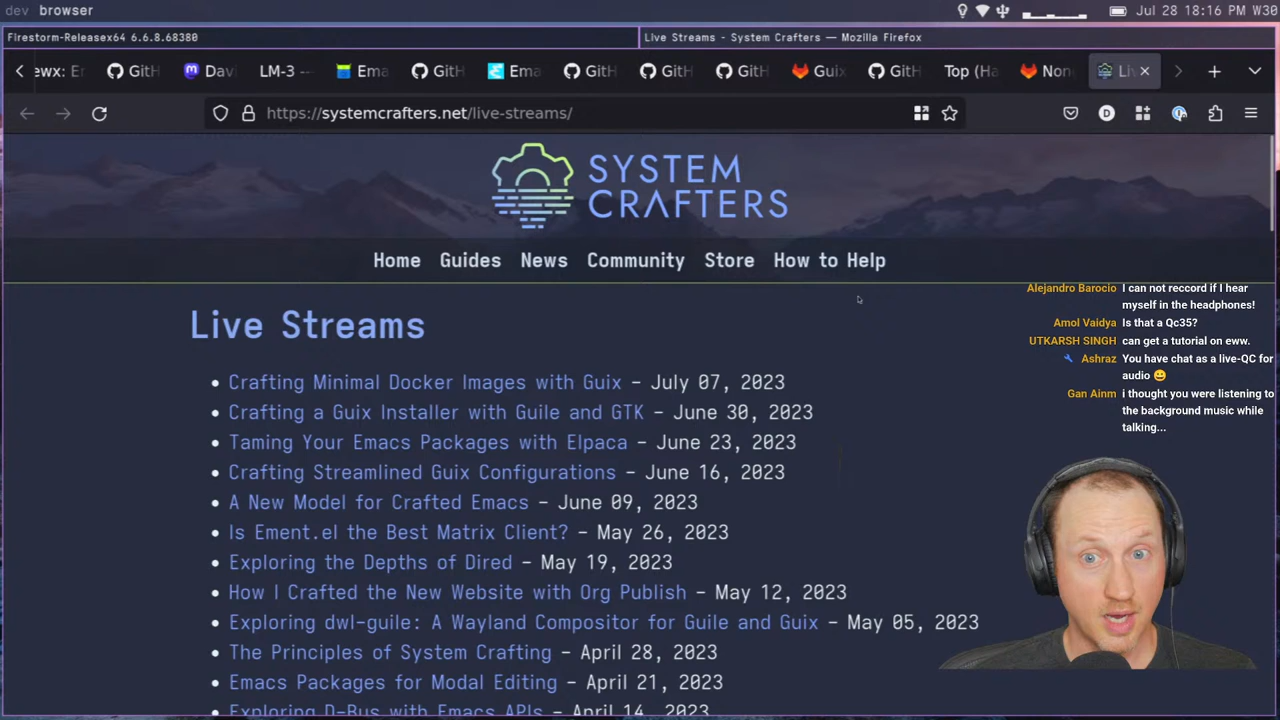 dev browser Jul 28 18:16 P W30
Firestorm-Releasex64 6.6.8.68380 Live Streams - System Crafters — Mozilla Firefox
ewx: Er GitH Davi LM-3 -- Ema GitH Ema GitH GitH GitH Guix GitH Top (Ha Non Liv
https://systemcrafters.net/live-streams/ D
SYSTEM
CRAFTERS
Home Guides News Community Store How to Help
Live Streams
• Crafting Minimal Docker Images with Guix – July 07, 2023
• Crafting a Guix Installer with Guile and GTK – June 30, 2023
• Taming Your Emacs Packages with Elpaca – June 23, 2023
• Crafting Streamlined Guix Configurations – June 16, 2023
• A New Model for Crafted Emacs – June 09, 2023
• Is Ement.el the Best Matrix Client? – May 26, 2023
• Exploring the Depths of Dired – May 19, 2023
• How I Crafted the New Website with Org Publish – May 12, 2023
• Exploring dwl-guile: A Wayland Compositor for Guile and Guix – May 05, 2023
• The Principles of System Crafting – April 28, 2023
• Emacs Packages for Modal Editing – April 21, 2023
• Exploring D-Bus with Emacs APIs – April 14, 2023
Alejandro Barocio I can not reccord if I hear
myself in the headphones!
Amol Vaidya Is that a Qc35?
UTKARSH SINGH can get a tutorial on eww.
Ashraz You have chat as a live-QC for
audio 😀
Gan Ainm i thought you were listening to
the background music while
talking...